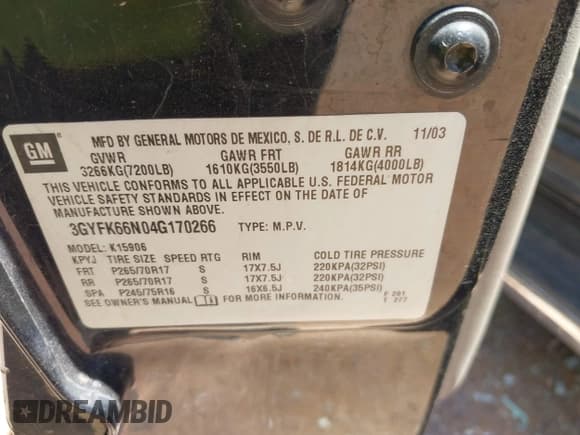 GM
MFD BY GENERAL MOTORS DE MEXICO, S. DE R.L. DE C.V. 11/03
GVWR GAWR FRT GAWR RR
3266KG(7200LB) 1610KG(3550LB) 1814KG(4000LB)
THIS VEHICLE CONFORMS TO ALL APPLICABLE U.S. FEDERAL MOTOR
VEHICLE SAFETY STANDARDS IN EFFECT ON THE DATE OF
MANUFACTURE SHOWN ABOVE.
3GYFK66N04G170266 TYPE: M.P.V.
MODEL: K15906
KPYJ TIRE SIZE SPEED RTG RIM COLD TIRE PRESSURE
FRT P265/70R17 S 17X7.5J 220KPA(32PSI)
RR P265/70R17 S 17X7.5J 220KPA(32PSI)
SPA P245/75R16 S 16X6.5J 240KPA(35PSI)
SEE OWNER'S MANUAL FOR MORE INFORMATION. F 281
T 277
DREAMBID